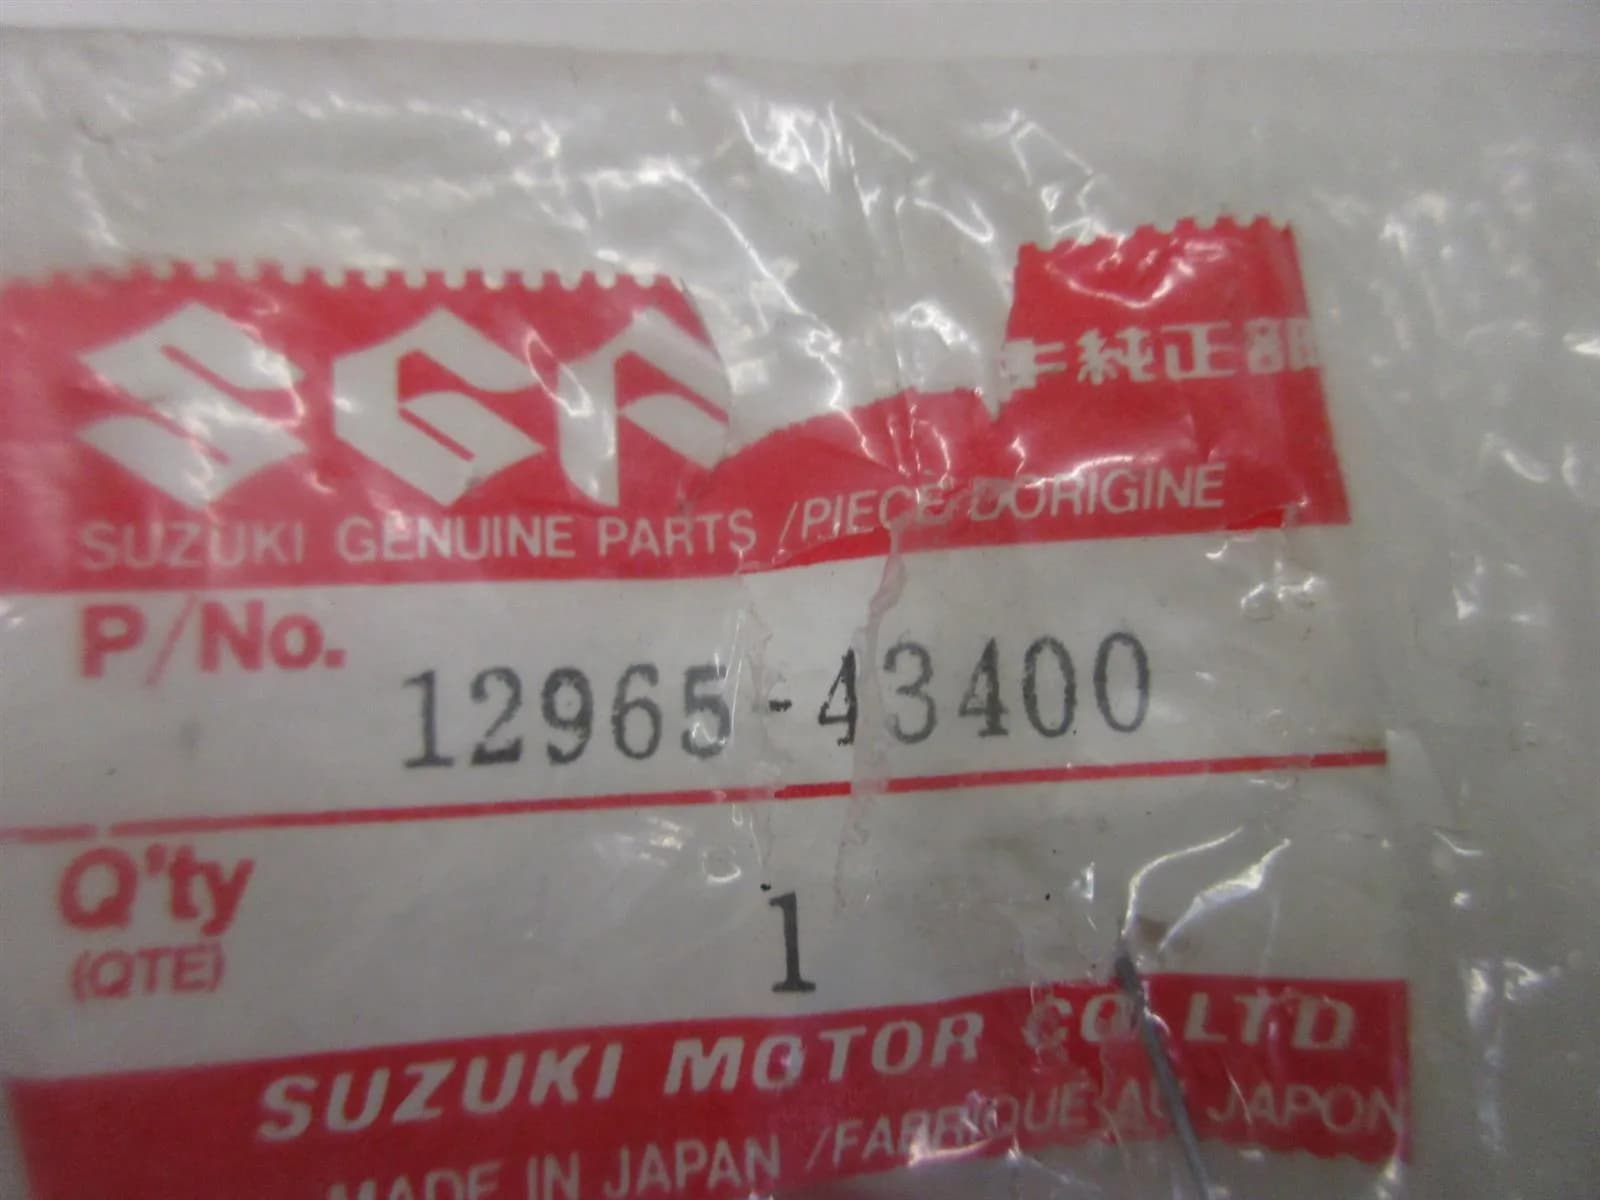 SGP
純正部
SUZUKI GENUINE PARTS /PIECE D'ORIGINE
P/No.
12965-43400
Q'ty
1
(QTE)
SUZUKI MOTOR CO LTD
MADE IN JAPAN /FABRIQUE AU JAPON